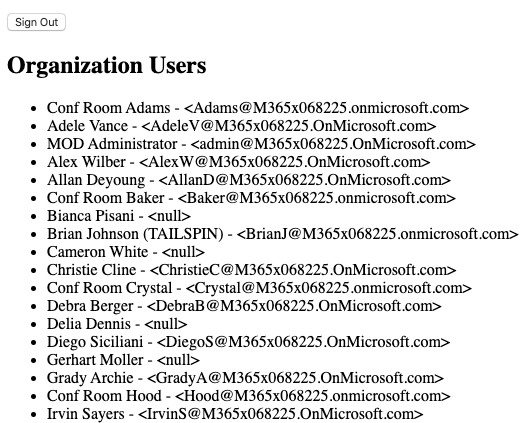 Sign Out
Organization Users
• Conf Room Adams - <Adams@M365x068225.onmicrosoft.com>
• Adele Vance - <AdeleV@M365x068225.OnMicrosoft.com>
• MOD Administrator - <admin@M365x068225.OnMicrosoft.com>
• Alex Wilber - <AlexW@M365x068225.OnMicrosoft.com>
• Allan Deyoung - <AllanD@M365x068225.OnMicrosoft.com>
• Conf Room Baker - <Baker@M365x068225.onmicrosoft.com>
• Bianca Pisani - <null>
• Brian Johnson (TAILSPIN) - <BrianJ@M365x068225.onmicrosoft.com>
• Cameron White - <null>
• Christie Cline - <ChristieC@M365x068225.OnMicrosoft.com>
• Conf Room Crystal - <Crystal@M365x068225.onmicrosoft.com>
• Debra Berger - <DebraB@M365x068225.OnMicrosoft.com>
• Delia Dennis - <null>
• Diego Siciliani - <DiegoS@M365x068225.OnMicrosoft.com>
• Gerhart Moller - <null>
• Grady Archie - <GradyA@M365x068225.OnMicrosoft.com>
• Conf Room Hood - <Hood@M365x068225.onmicrosoft.com>
• Irvin Sayers - <IrvinS@M365x068225.OnMicrosoft.com>